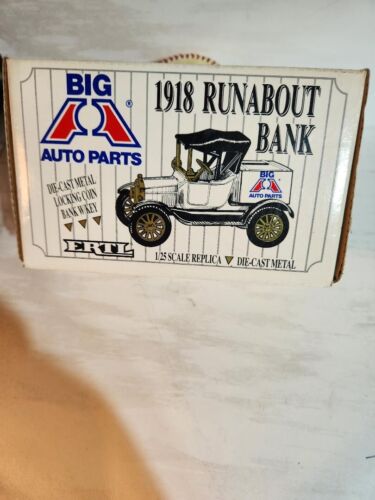 BIG
A
®
AUTO PARTS
1918 RUNABOUT
BANK
DIE-CAST METAL
LOCKING COIN
BANK W/KEY
ERTL
BIG
A
AUTO PARTS
1/25 SCALE REPLICA ▼ DIE-CAST METAL